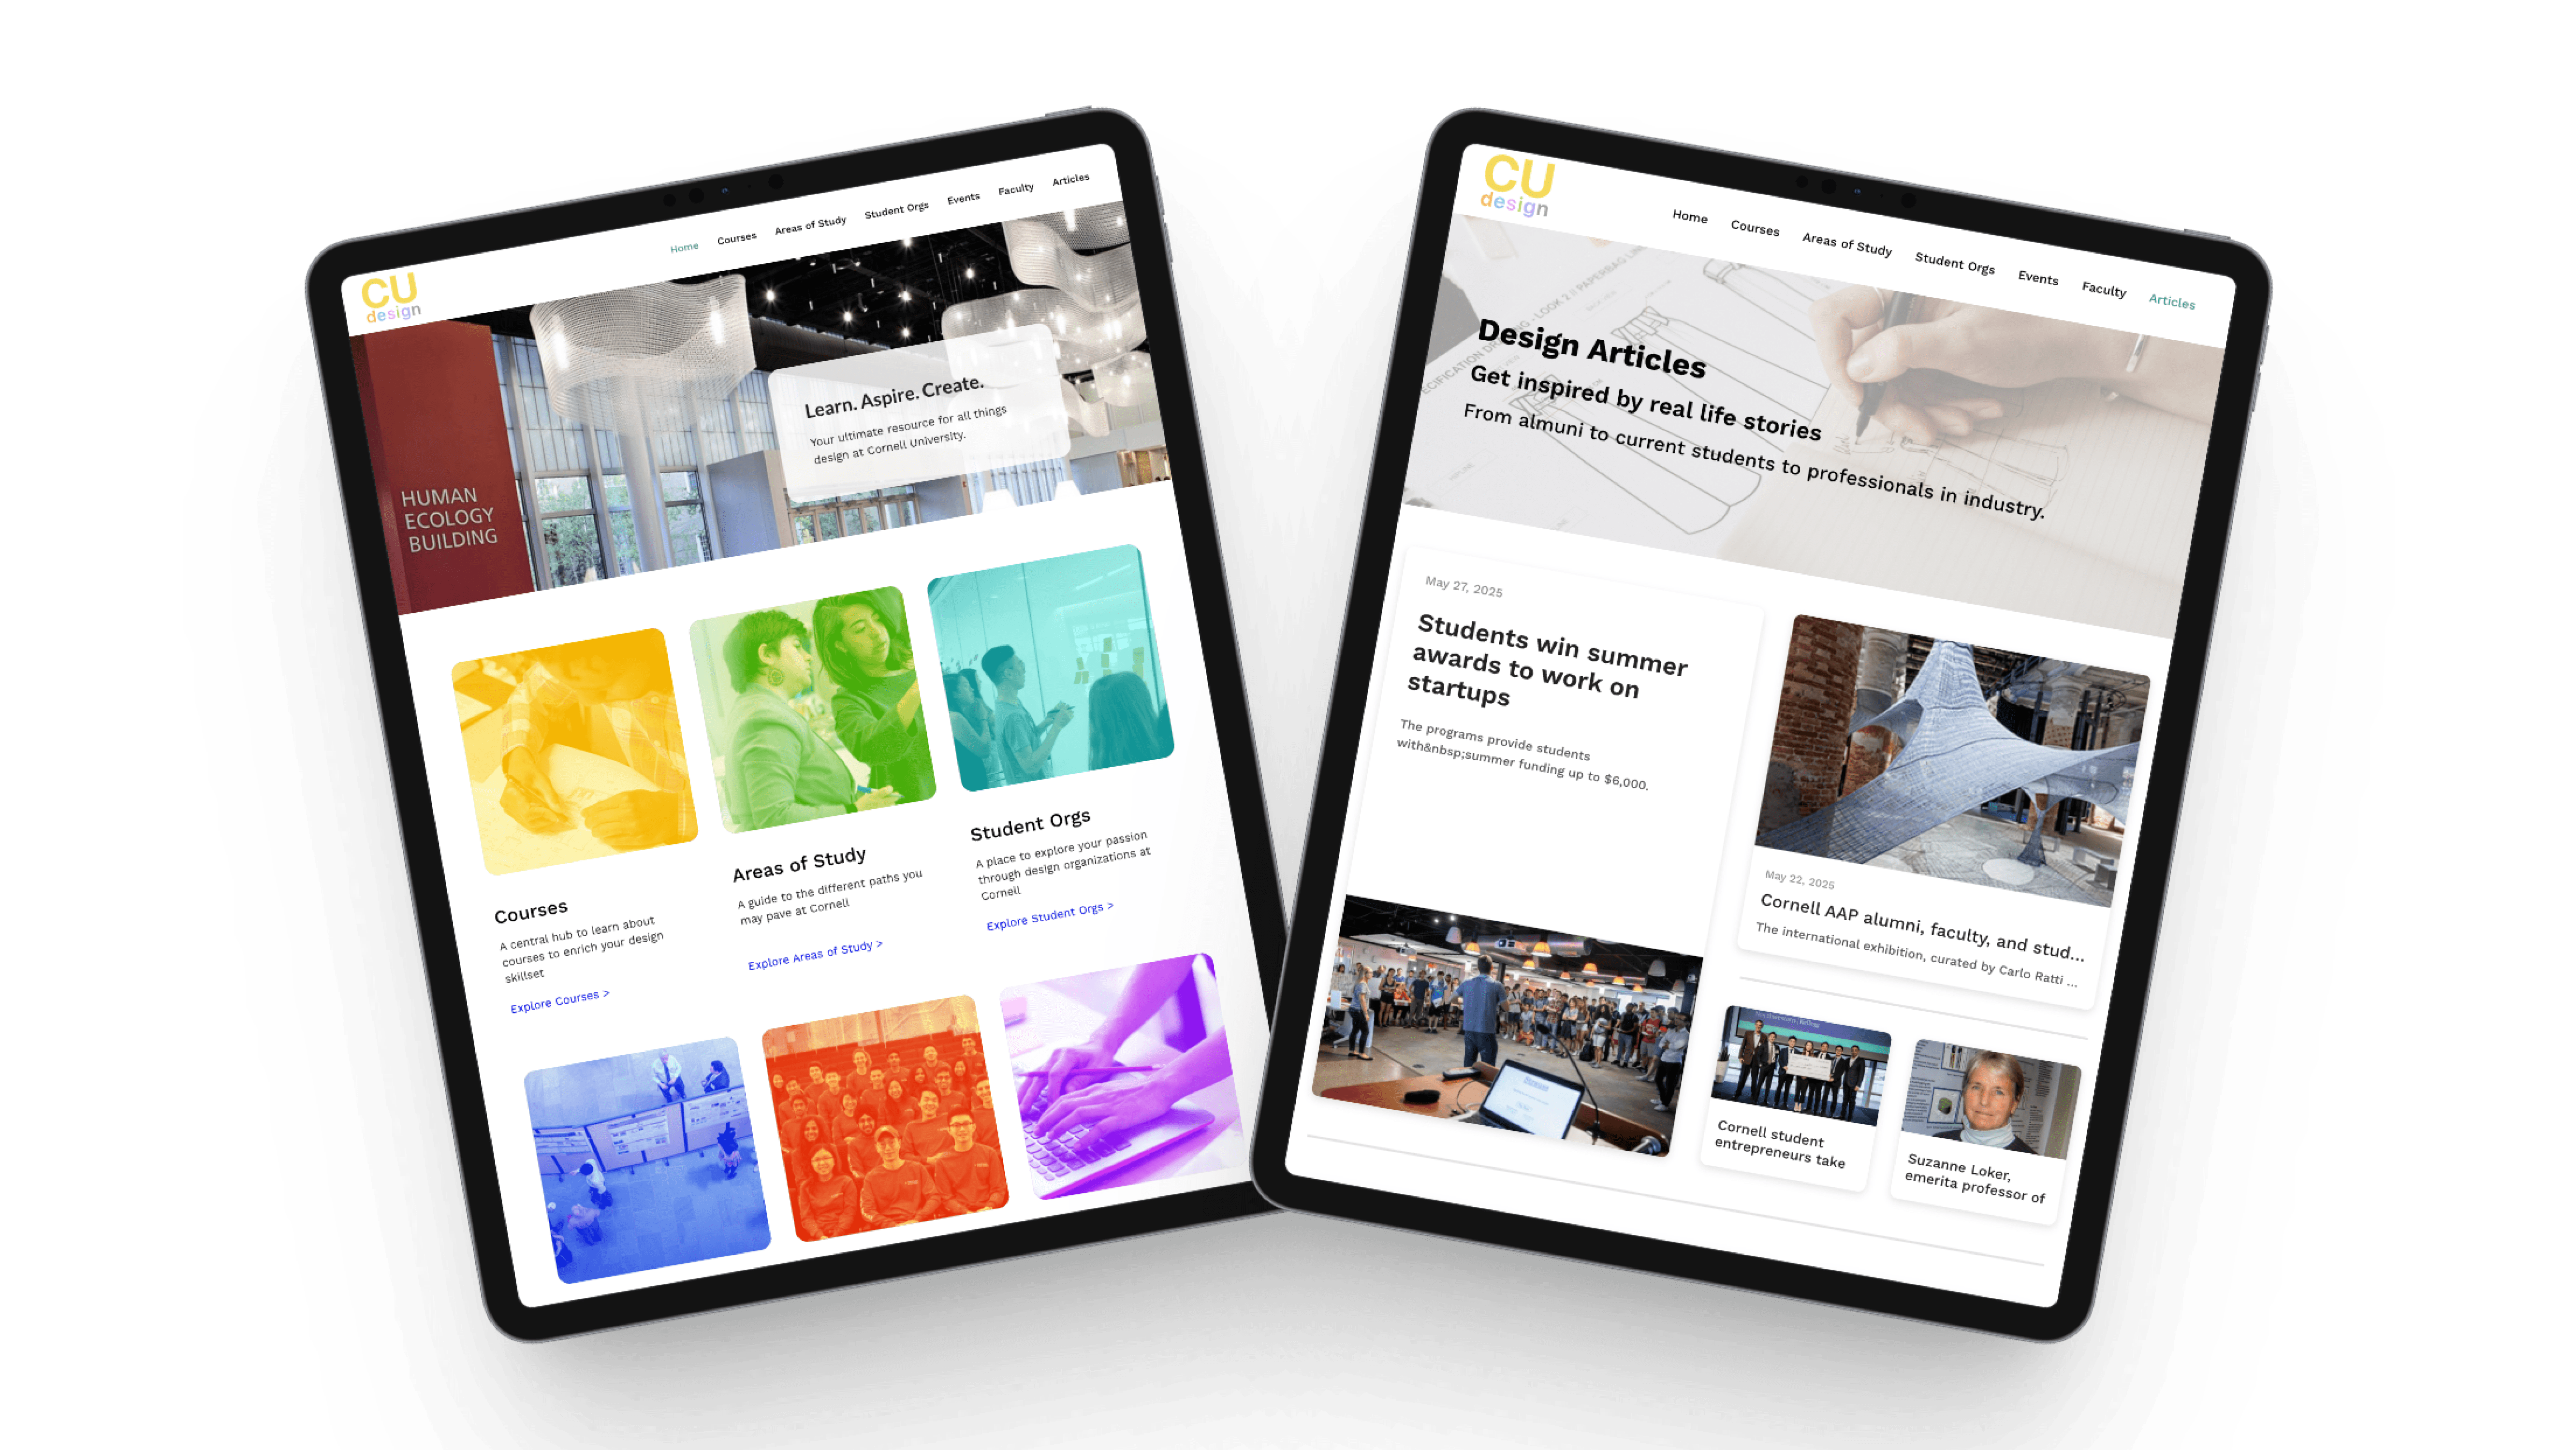 CU
design
Home
Courses
Areas of Study
Student Orgs
Events
Faculty
Articles
HUMAN
ECOLOGY
BUILDING
Learn. Aspire. Create.
Your ultimate resource for all things
design at Cornell University.
Courses
A central hub to learn about
courses to enrich your design
skillset
Explore Courses >
Areas of Study
A guide to the different paths you
may pave at Cornell
Explore Areas of Study >
Student Orgs
A place to explore your passion
through design organizations at
Cornell
Explore Student Orgs >
CU
design
Home
Courses
Areas of Study
Student Orgs
Events
Faculty
Articles
Design Articles
Get inspired by real life stories
From almuni to current students to professionals in industry.
May 27, 2025
Students win summer
awards to work on
startups
The programs provide students
with&nbsp;summer funding up to $6,000.
May 22, 2025
Cornell AAP alumni, faculty, and stud...
The international exhibition, curated by Carlo Ratti ...
Cornell student
entrepreneurs take
Suzanne Loker,
emerita professor of